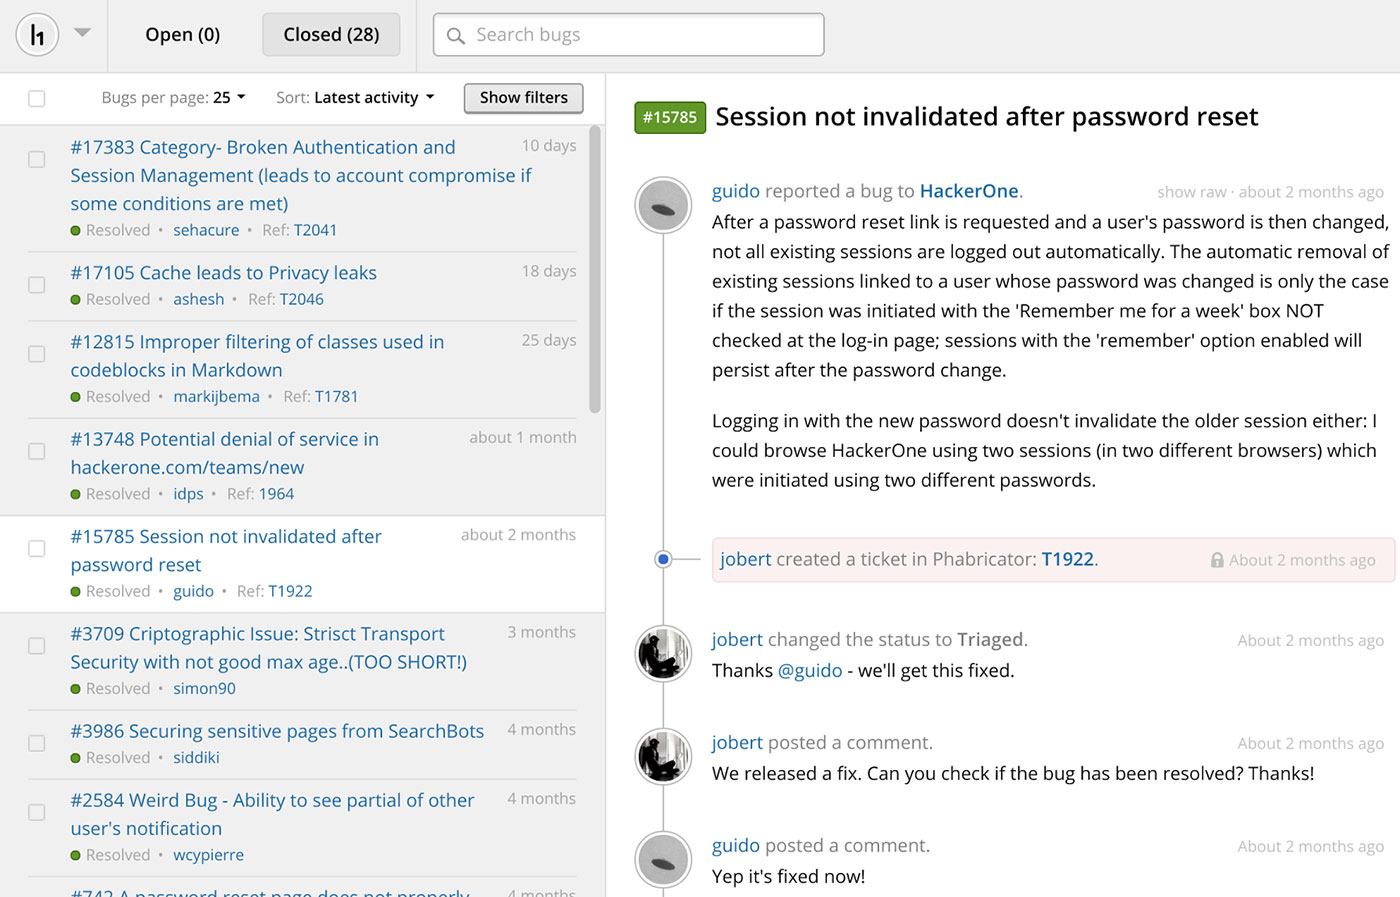 h1
Open (0)
Closed (28)
Search bugs
Bugs per page: 25
Sort: Latest activity
Show filters
#17383 Category- Broken Authentication and
10 days
Session Management (leads to account compromise if
some conditions are met)
Resolved • sehacure • Ref: T2041
#17105 Cache leads to Privacy leaks
18 days
Resolved • ashesh • Ref: T2046
#12815 Improper filtering of classes used in
25 days
codeblocks in Markdown
Resolved • markijbema • Ref: T1781
#13748 Potential denial of service in
about 1 month
hackerone.com/teams/new
Resolved • idps • Ref: 1964
#15785 Session not invalidated after
about 2 months
password reset
Resolved • guido • Ref: T1922
#3709 Criptographic Issue: Strisct Transport
3 months
Security with not good max age..(TOO SHORT!)
Resolved • simon90
#3986 Securing sensitive pages from SearchBots
4 months
Resolved • siddiki
#2584 Weird Bug - Ability to see partial of other
4 months
user's notification
Resolved • wcypierre
#742 A password reset page does not properly
4 months
#15785 Session not invalidated after password reset
guido reported a bug to HackerOne.
show raw · about 2 months ago
After a password reset link is requested and a user's password is then changed,
not all existing sessions are logged out automatically. The automatic removal of
existing sessions linked to a user whose password was changed is only the case
if the session was initiated with the 'Remember me for a week' box NOT
checked at the log-in page; sessions with the 'remember' option enabled will
persist after the password change.
Logging in with the new password doesn't invalidate the older session either: I
could browse HackerOne using two sessions (in two different browsers) which
were initiated using two different passwords.
jobert created a ticket in Phabricator: T1922.
About 2 months ago
jobert changed the status to Triaged.
About 2 months ago
Thanks @guido - we'll get this fixed.
jobert posted a comment.
About 2 months ago
We released a fix. Can you check if the bug has been resolved? Thanks!
guido posted a comment.
About 2 months ago
Yep it's fixed now!